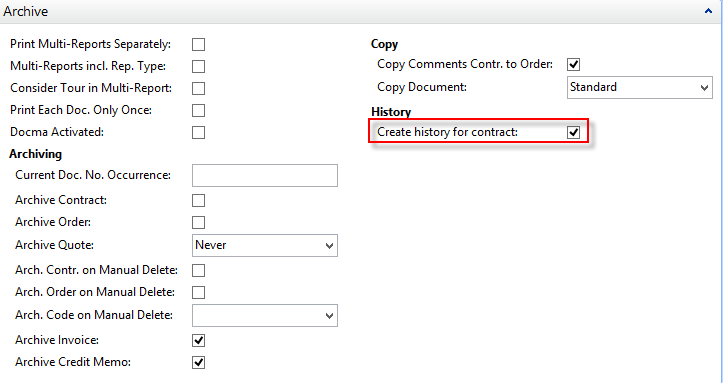 Archive
Print Multi-Reports Separately:
Multi-Reports incl. Rep. Type:
Consider Tour in Multi-Report:
Print Each Doc. Only Once:
Docma Activated:
Archiving
Current Doc. No. Occurrence:
Archive Contract:
Archive Order:
Archive Quote: Never
Arch. Contr. on Manual Delete:
Arch. Order on Manual Delete:
Arch. Code on Manual Delete:
Archive Invoice:
Archive Credit Memo:
Copy
Copy Comments Contr. to Order:
Copy Document: Standard
History
Create history for contract: